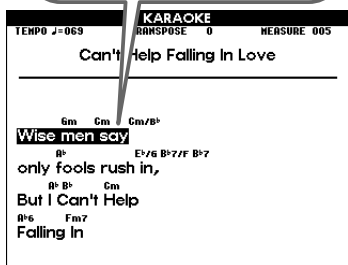 KARAOKE
TEMPO ♩=069 RANSPOSE 0 MEASURE 005
Can't Help Falling In Love
Gm Cm Cm/B♭
Wise men say
A♭ E♭/G B♭7/F B♭7
only fools rush in,
A♭ B♭ Cm
But I Can't Help
A♭6 Fm7
Falling In